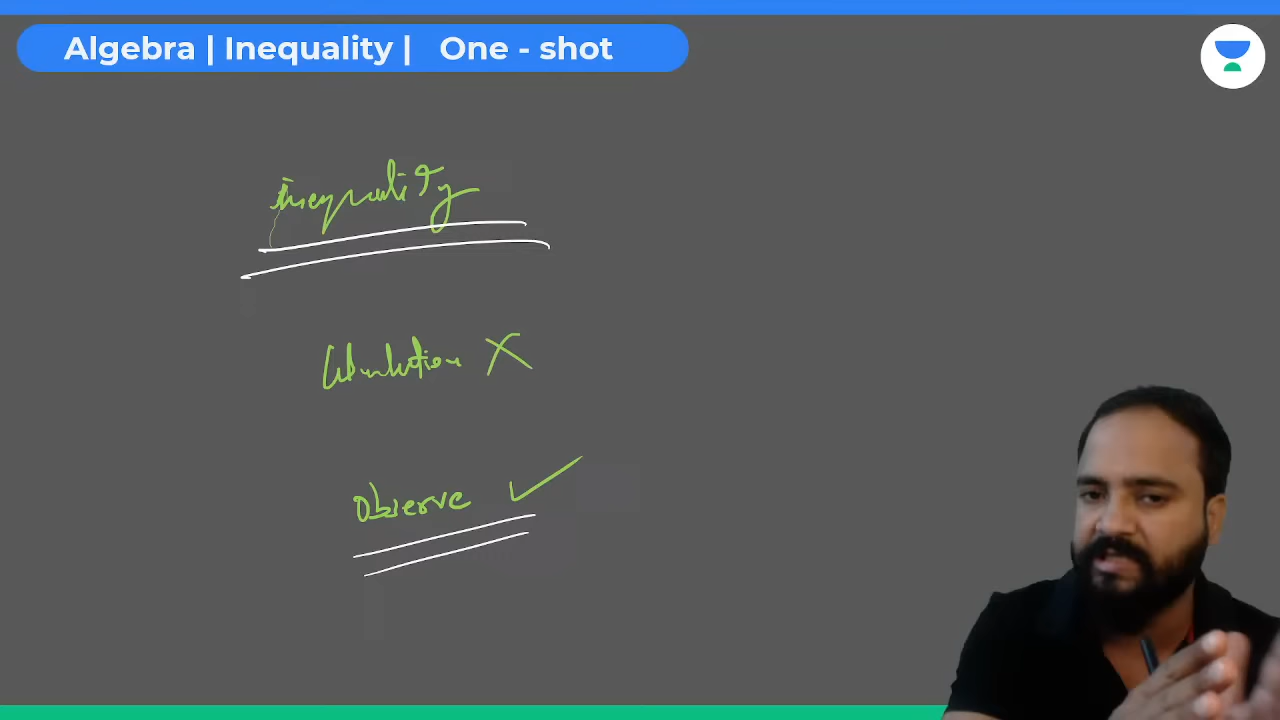 Algebra | Inequality | One - shot
inequality
Calculation X
Observe ✓